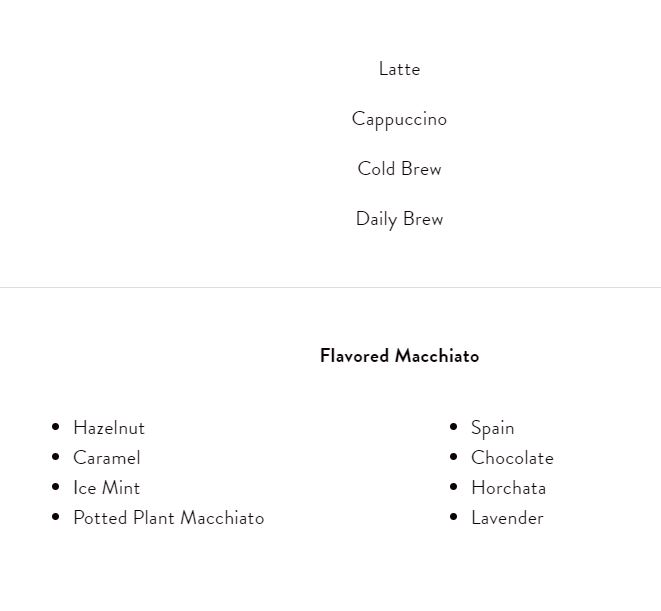 Latte
Cappuccino
Cold Brew
Daily Brew
Flavored Macchiato
Hazelnut
Caramel
Ice Mint
Potted Plant Macchiato
Spain
Chocolate
Horchata
Lavender